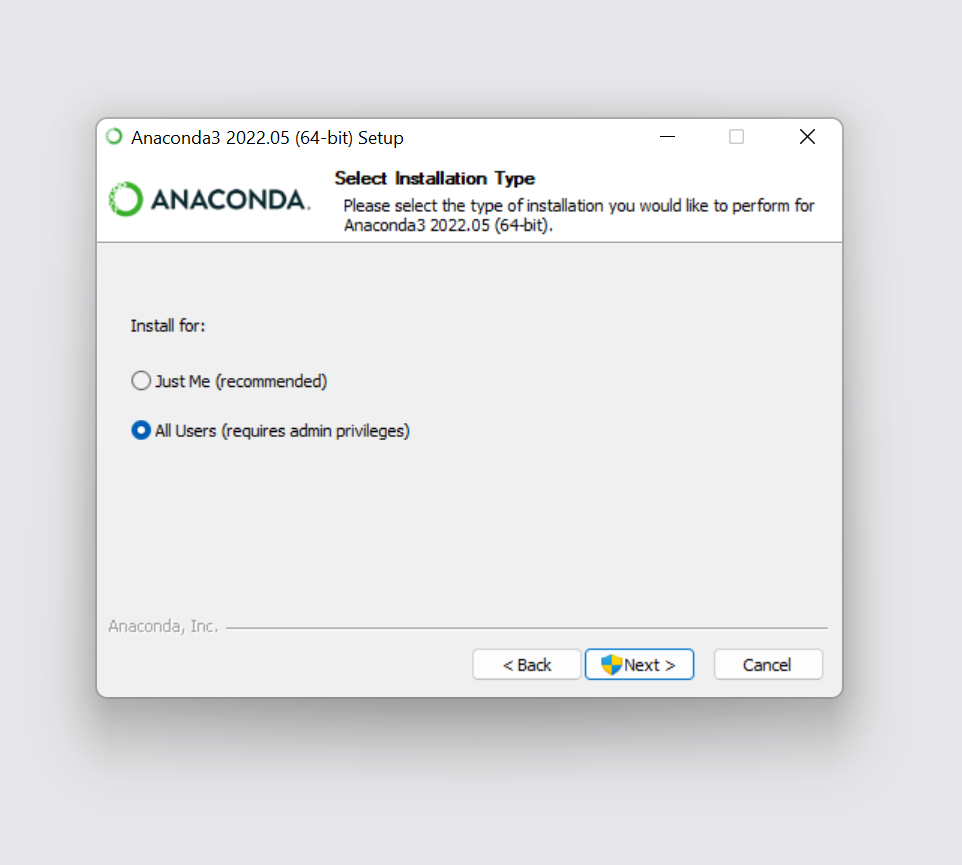 Anaconda3 2022.05 (64-bit) Setup
ANACONDA.
Select Installation Type
Please select the type of installation you would like to perform for
Anaconda3 2022.05 (64-bit).
Install for:
Just Me (recommended)
All Users (requires admin privileges)
Anaconda, Inc.
< Back
Next >
Cancel